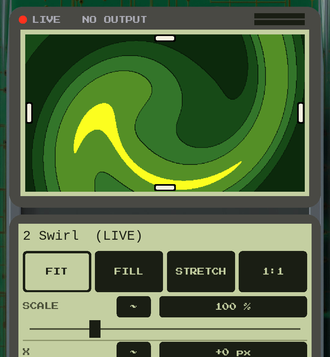 LIVE NO OUTPUT
2 Swirl (LIVE)
FIT FILL STRETCH 1:1
SCALE ~ 100 %
X ~ +0 px